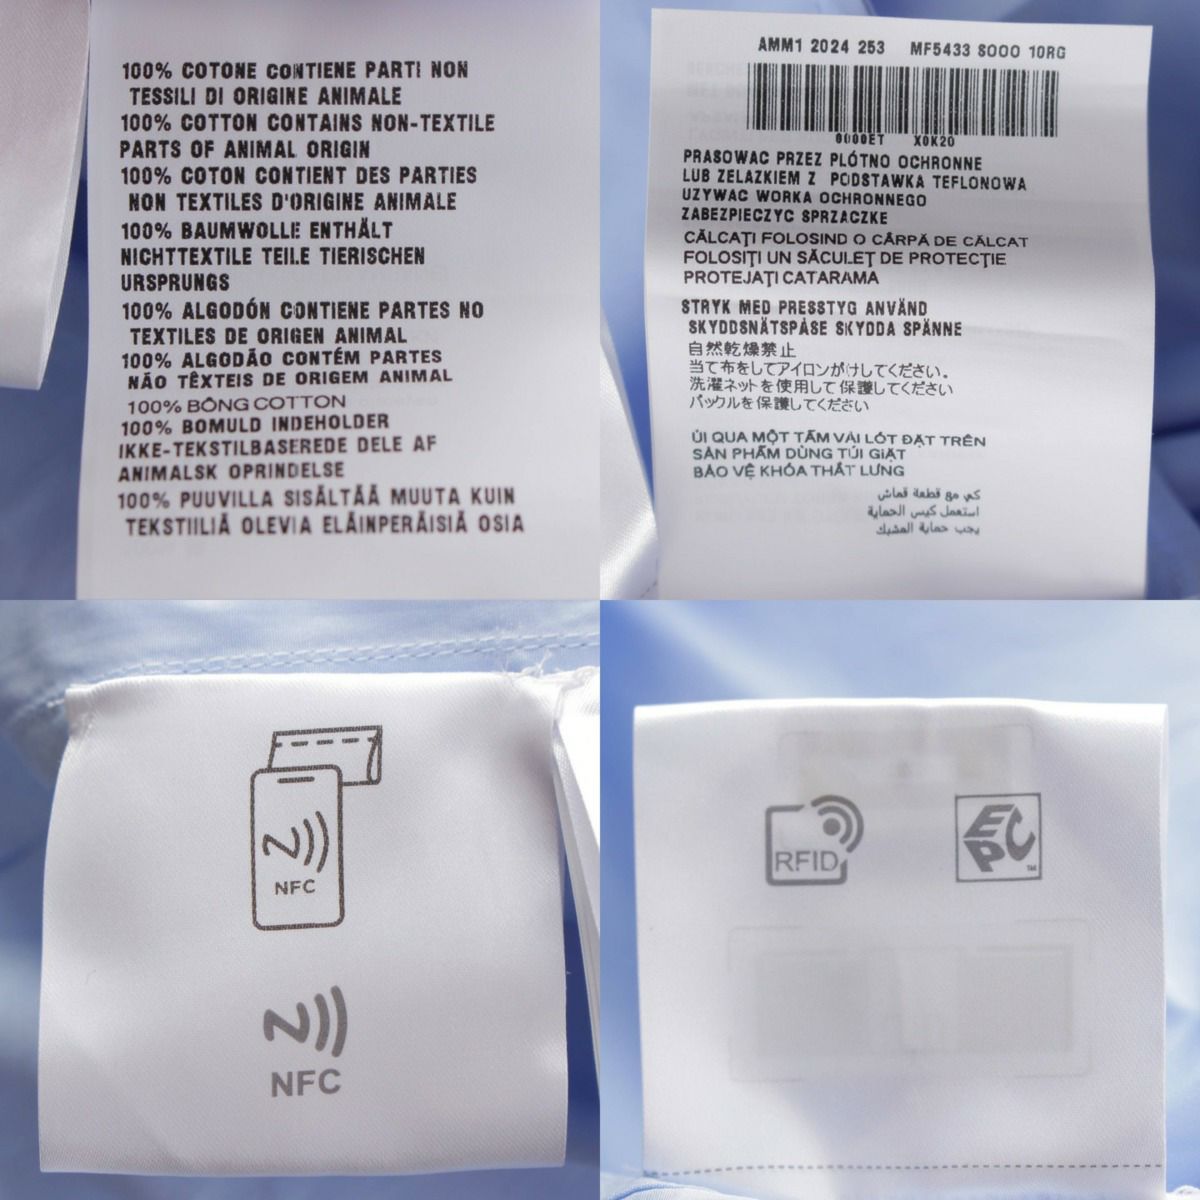 100% COTONE CONTIENE PARTI NON
TESSILI DI ORIGINE ANIMALE
100% COTTON CONTAINS NON-TEXTILE
PARTS OF ANIMAL ORIGIN
100% COTON CONTIENT DES PARTIES
NON TEXTILES D'ORIGINE ANIMALE
100% BAUMWOLLE ENTHÄLT
NICHTTEXTILE TEILE TIERISCHEN
URSPRUNGS
100% ALGODÓN CONTIENE PARTES NO
TEXTILES DE ORIGEN ANIMAL
100% ALGODÃO CONTÉM PARTES
NÃO TÊXTEIS DE ORIGEM ANIMAL
100% BÔNG COTTON
100% BOMULD INDEHOLDER
IKKE-TEKSTILBASEREDE DELE AF
ANIMALSK OPRINDELSE
100% PUUVILLA SISÄLTÄÄ MUUTA KUIN
TEKSTIILIÄ OLEVIA ELÄINPERÄISIÄ OSIA
AMM1 2024 253 MF5433 S000 10RG
0000ET X0K20
PRASOWAC PRZEZ PLÓTNO OCHRONNE
LUB ZELAZKIEM Z PODSTAWKA TEFLONOWA
UZYWAC WORKA OCHRONNEGO
ZABEZPIECZYC SPRZACZKE
CĂLCAŢI FOLOSIND O CÂRPĂ DE CĂLCAT
FOLOSIŢI UN SĂCULEŢ DE PROTECŢIE
PROTEJAŢI CATARAMA
STRYK MED PRESSTYG ANVÄND
SKYDDSNÄTSPÅSE SKYDDA SPÄNNE
自然乾燥禁止
当て布をしてアイロンがけしてください。
洗濯ネットを使用して保護してください
バックルを保護してください
ỦI QUA MỘT TẤM VẢI LÓT ĐẶT TRÊN
SẢN PHẨM DÙNG TÚI GIẶT
BẢO VỆ KHÓA THẮT LƯNG
كي مع قطعة قماش
استعمل كيس الحماية
يجب حماية المشبك
NFC
NFC
RFID
EPC™